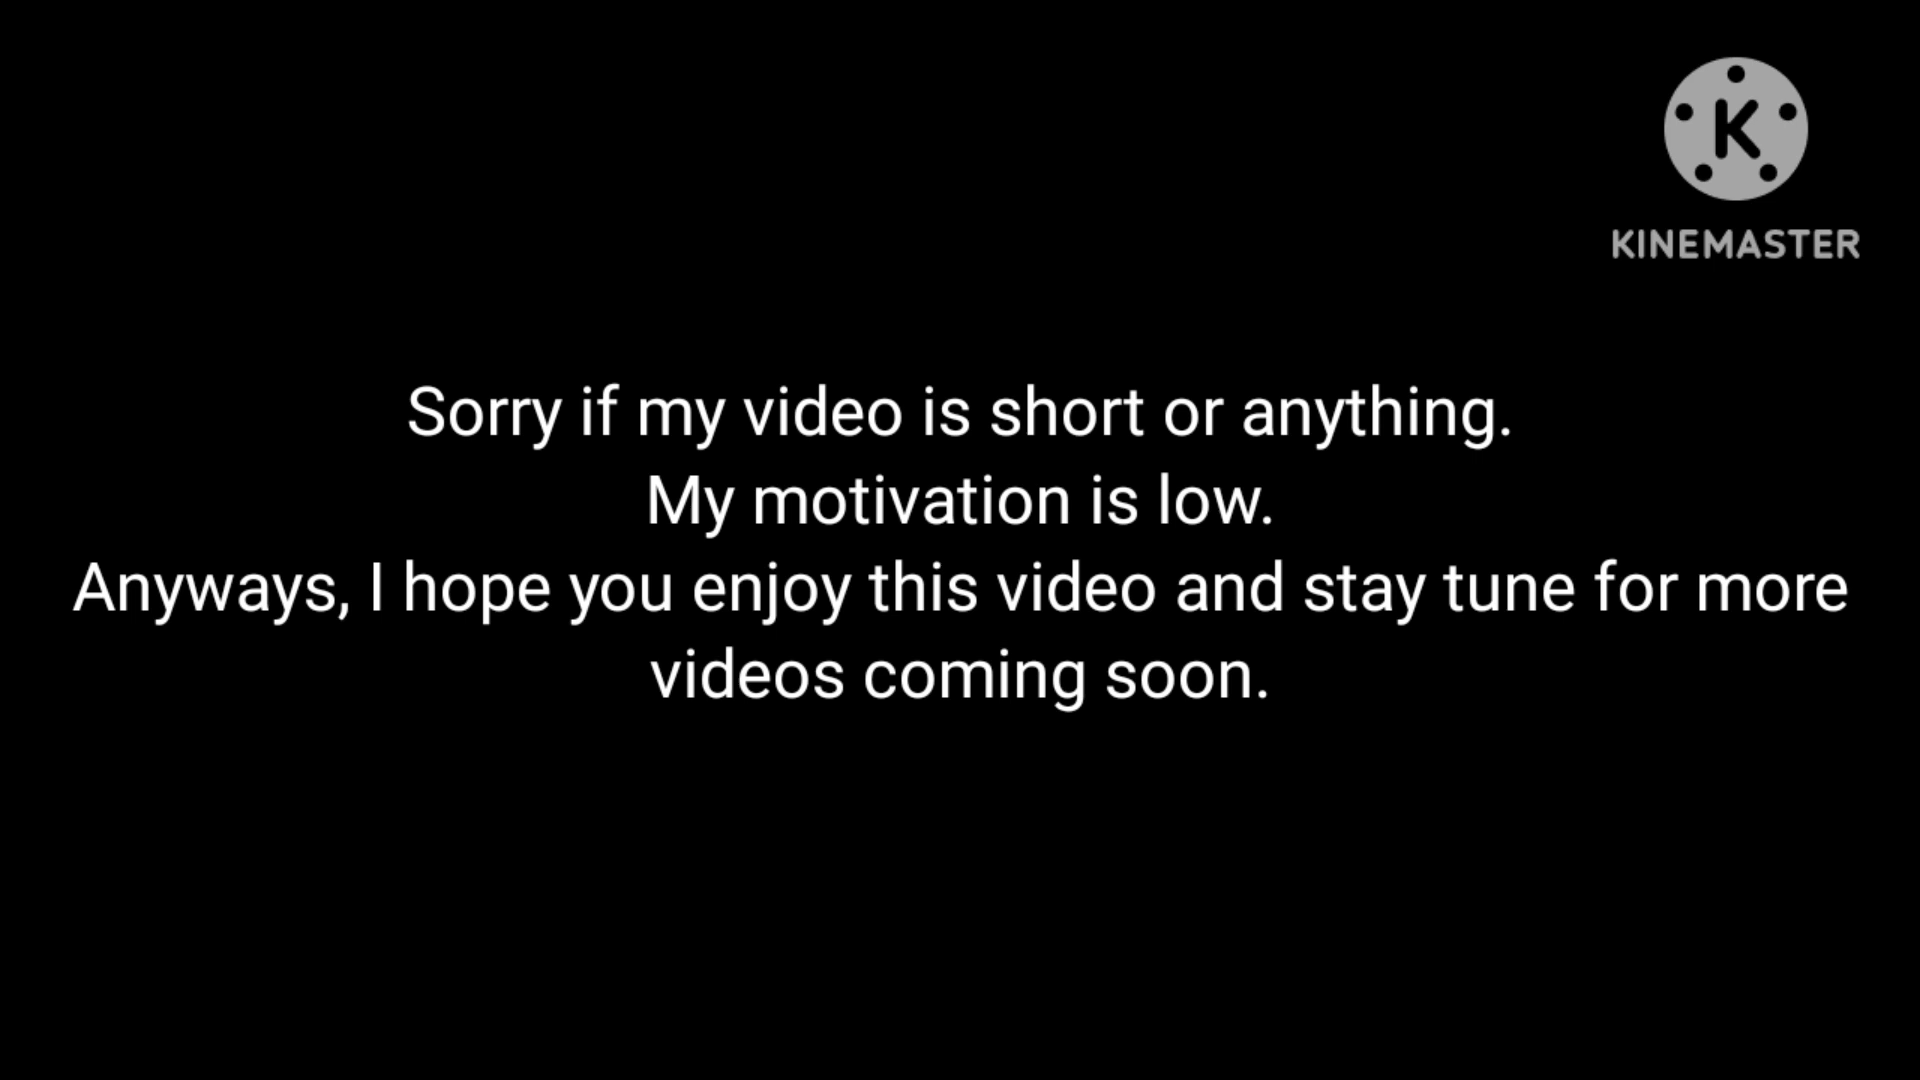 K
KINEMASTER
Sorry if my video is short or anything.
My motivation is low.
Anyways, I hope you enjoy this video and stay tune for more
videos coming soon.